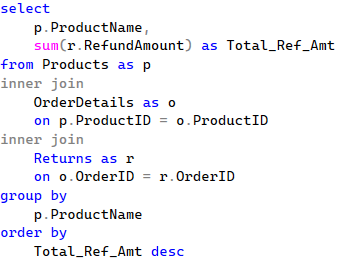 select
    p.ProductName,
    sum(r.RefundAmount) as Total_Ref_Amt
from Products as p
inner join
    OrderDetails as o
    on p.ProductID = o.ProductID
inner join
    Returns as r
    on o.OrderID = r.OrderID
group by
    p.ProductName
order by
    Total_Ref_Amt desc